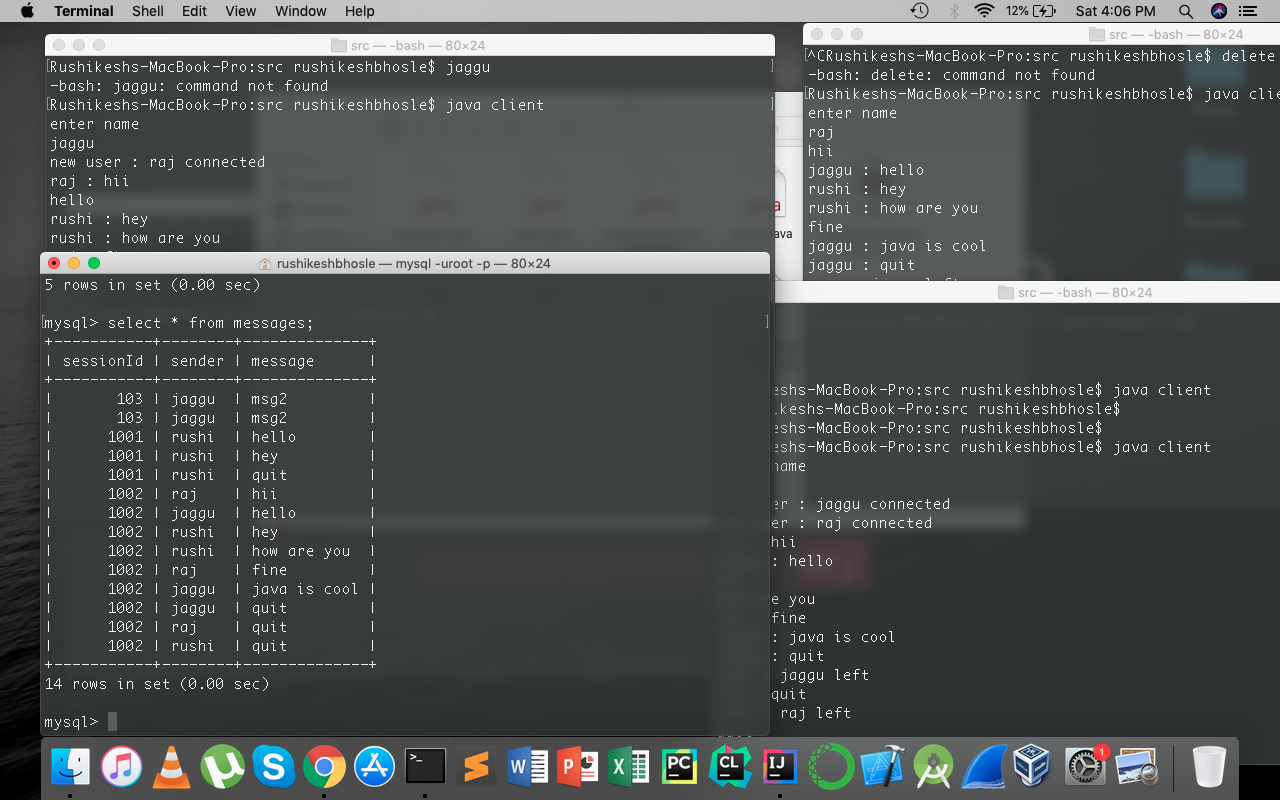 Terminal Shell Edit View Window Help 12% Sat 4:06 PM
src — -bash — 80×24
[Rushikeshs-MacBook-Pro:src rushikeshbhosle$ jaggu ]
-bash: jaggu: command not found
[Rushikeshs-MacBook-Pro:src rushikeshbhosle$ java client ]
enter name
jaggu
new user : raj connected
raj : hii
hello
rushi : hey
rushi : how are you
src — -bash — 80×24
[^CRushikeshs-MacBook-Pro:src rushikeshbhosle$ delete
-bash: delete: command not found
[Rushikeshs-MacBook-Pro:src rushikeshbhosle$ java clie
enter name
raj
hii
jaggu : hello
rushi : hey
rushi : how are you
fine
jaggu : java is cool
jaggu : quit
ava
rushikeshbhosle — mysql -uroot -p — 80×24
5 rows in set (0.00 sec)
[mysql> select * from messages; ]
+-----------+--------+--------------+
| sessionId | sender | message      |
+-----------+--------+--------------+
|       103 | jaggu  | msg2         |
|       103 | jaggu  | msg2         |
|      1001 | rushi  | hello        |
|      1001 | rushi  | hey          |
|      1001 | rushi  | quit         |
|      1002 | raj    | hii          |
|      1002 | jaggu  | hello        |
|      1002 | rushi  | hey          |
|      1002 | rushi  | how are you  |
|      1002 | raj    | fine         |
|      1002 | jaggu  | java is cool |
|      1002 | jaggu  | quit         |
|      1002 | raj    | quit         |
|      1002 | rushi  | quit         |
+-----------+--------+--------------+
14 rows in set (0.00 sec)
mysql>
src — -bash — 80×24
eshs-MacBook-Pro:src rushikeshbhosle$ java client
keshs-MacBook-Pro:src rushikeshbhosle$
eshs-MacBook-Pro:src rushikeshbhosle$
eshs-MacBook-Pro:src rushikeshbhosle$ java client
name
er : jaggu connected
er : raj connected
hii
: hello
e you
fine
: java is cool
: quit
jaggu left
quit
raj left
W P X PC CL IJ 1